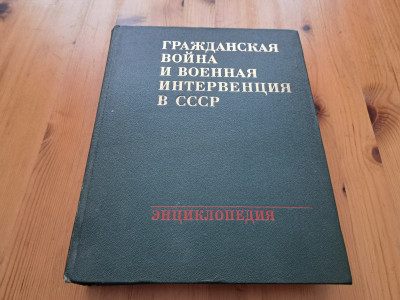 ГРАЖДАНСКАЯ
ВОЙНА
И ВОЕННАЯ
ИНТЕРВЕНЦИЯ
В СССР
ЭНЦИКЛОПЕДИЯ